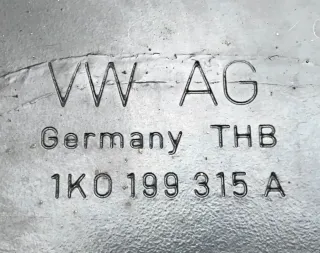 VW AG
Germany THB
1K0 199 315 A